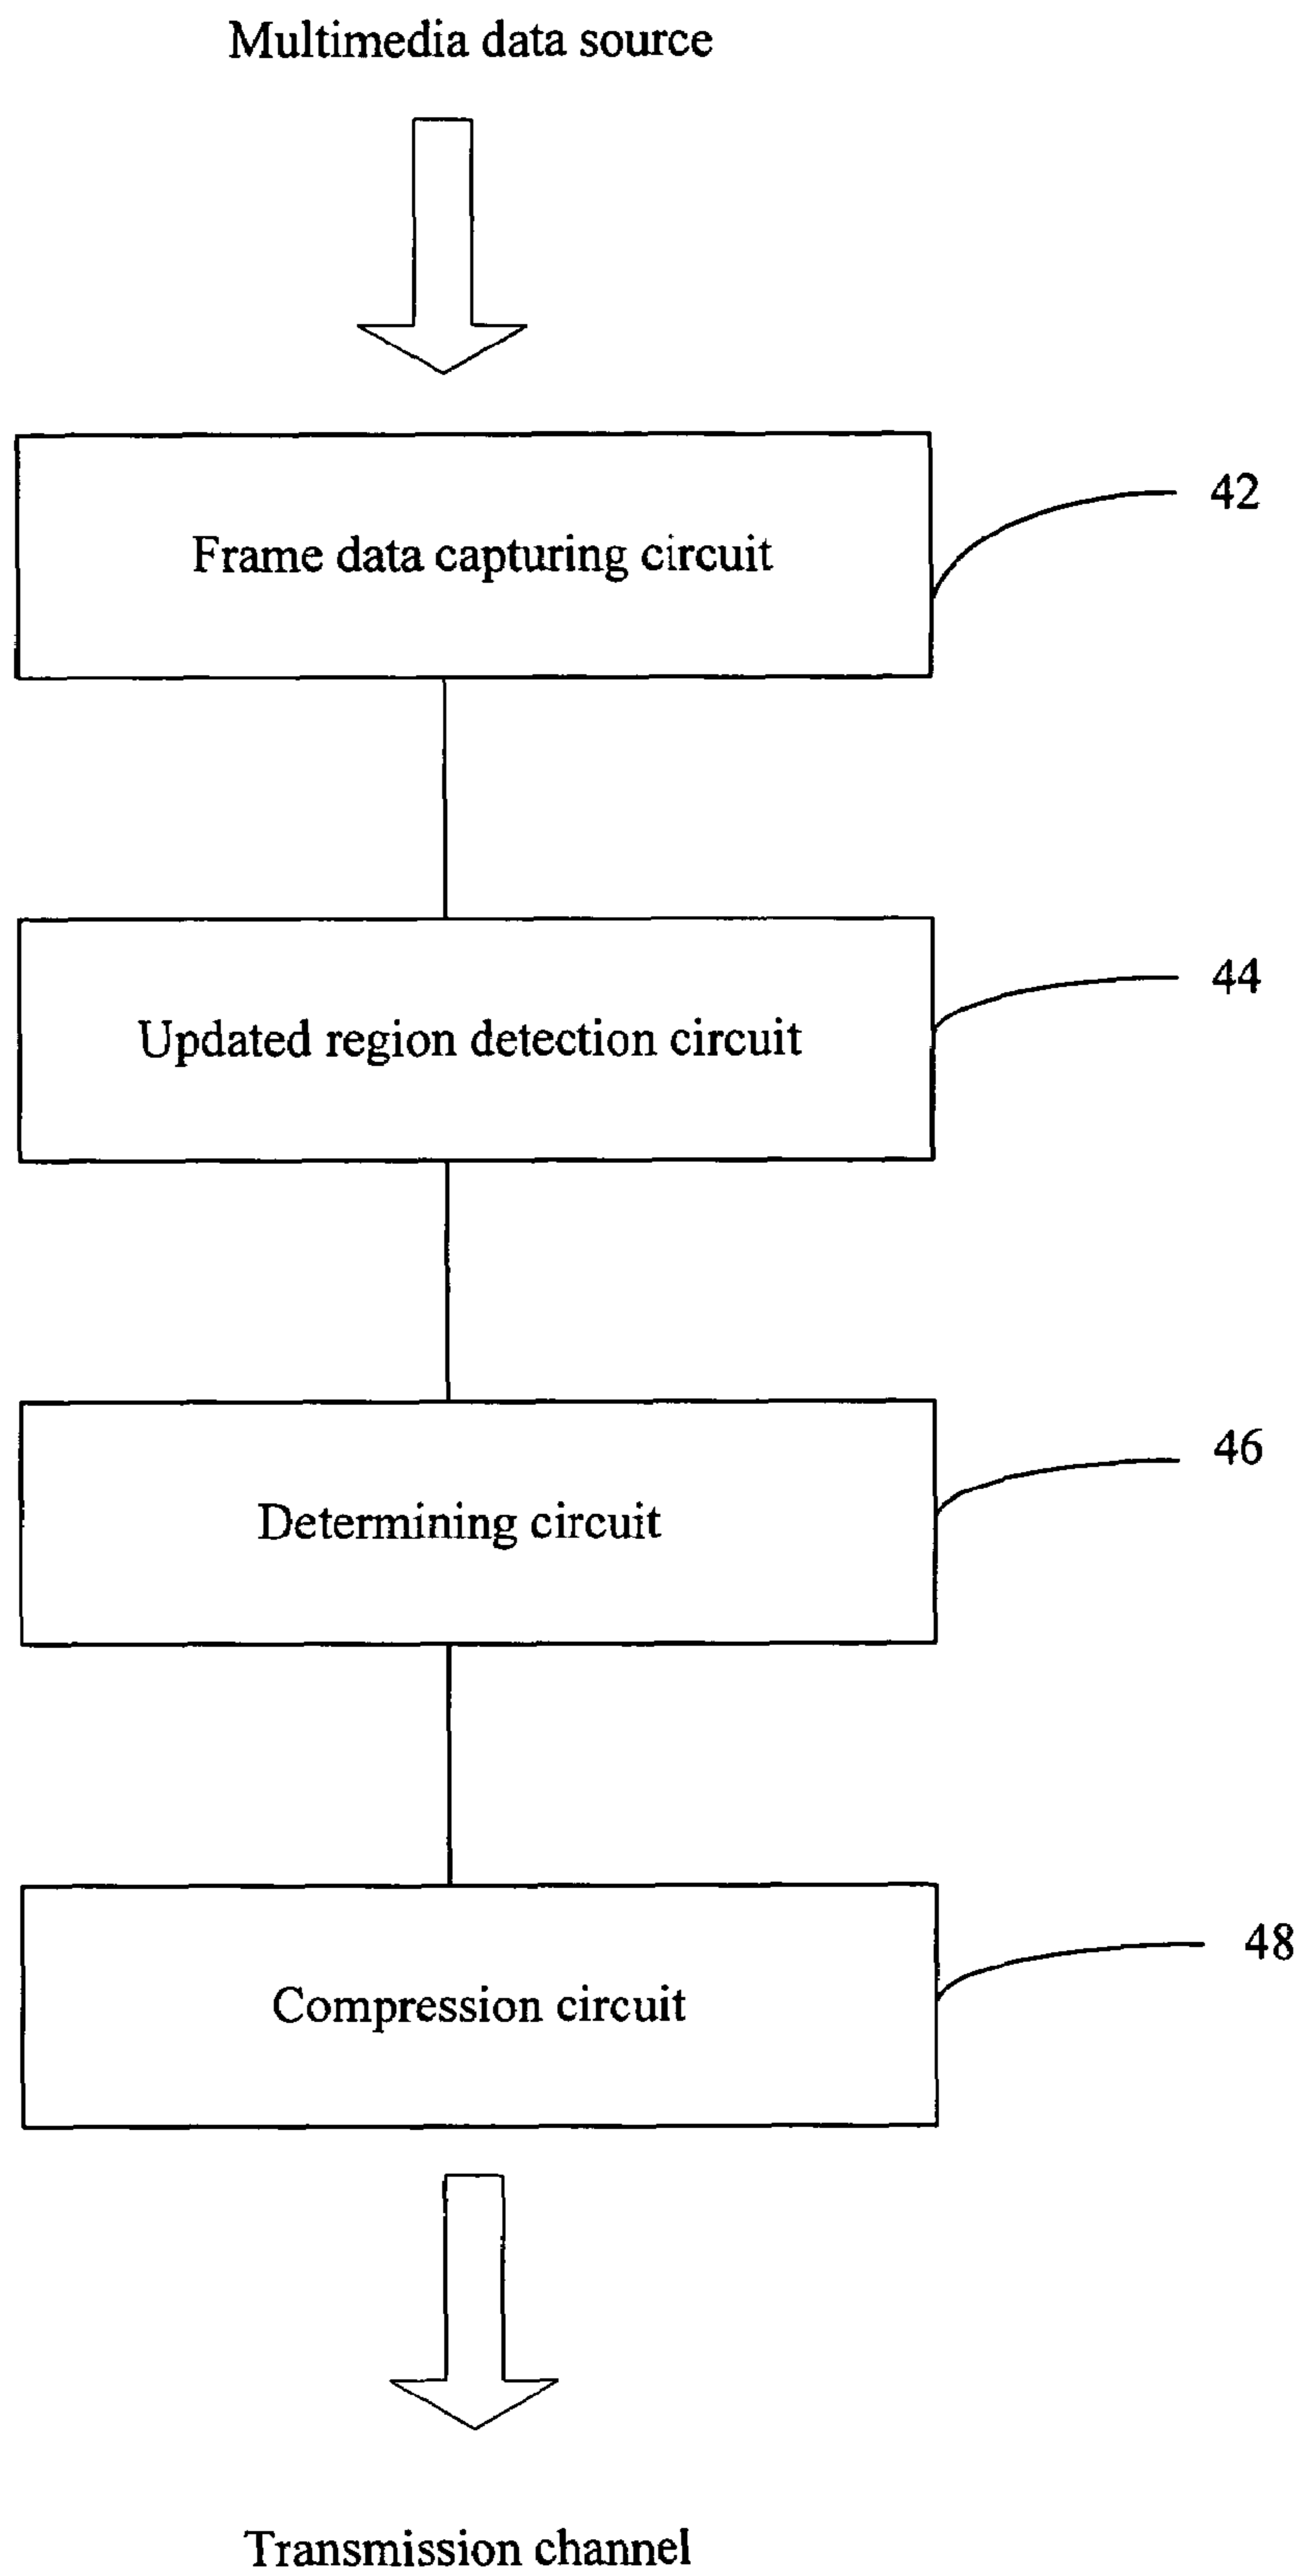 Multimedia data source
Frame data capturing circuit
42
Updated region detection circuit
44
Determining circuit
46
Compression circuit
48
Transmission channel